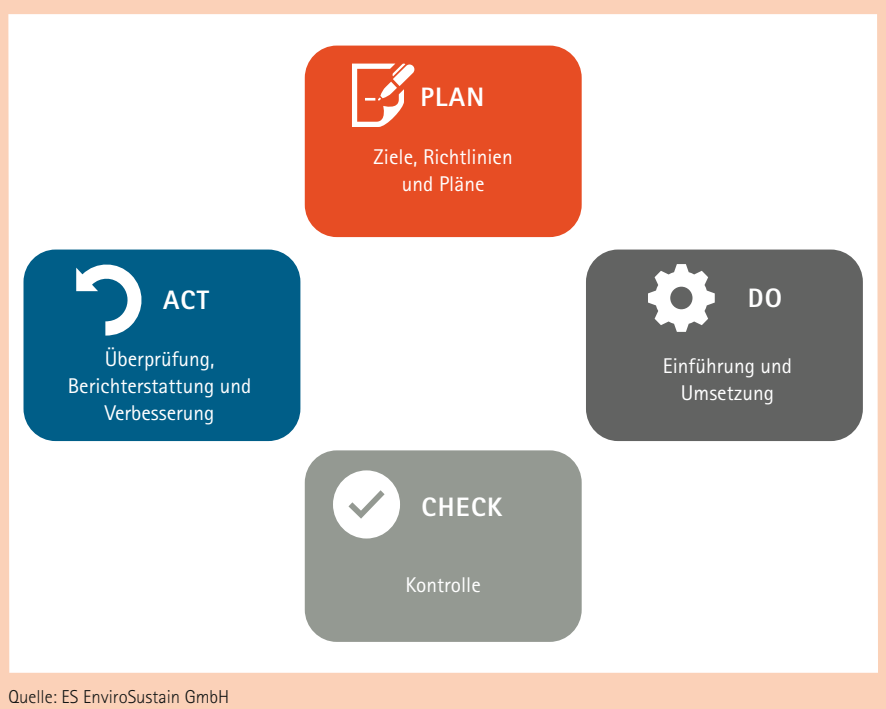 PLAN
Ziele, Richtlinien
und Pläne
ACT
Überprüfung,
Berichterstattung und
Verbesserung
DO
Einführung und
Umsetzung
CHECK
Kontrolle
Quelle: ES EnviroSustain GmbH